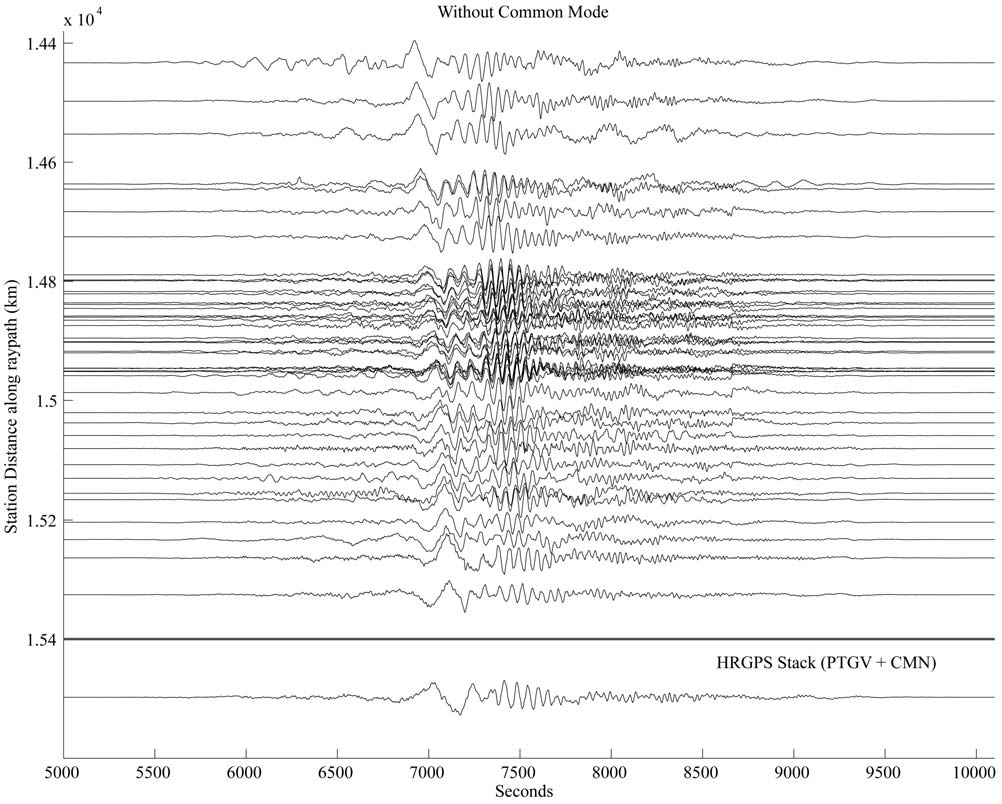 Without Common Mode
x 10^4
1.44
1.46
1.48
1.5
1.52
1.54
Station Distance along raypath (km)
HRGPS Stack (PTGV + CMN)
5000 5500 6000 6500 7000 7500 8000 8500 9000 9500 10000
Seconds